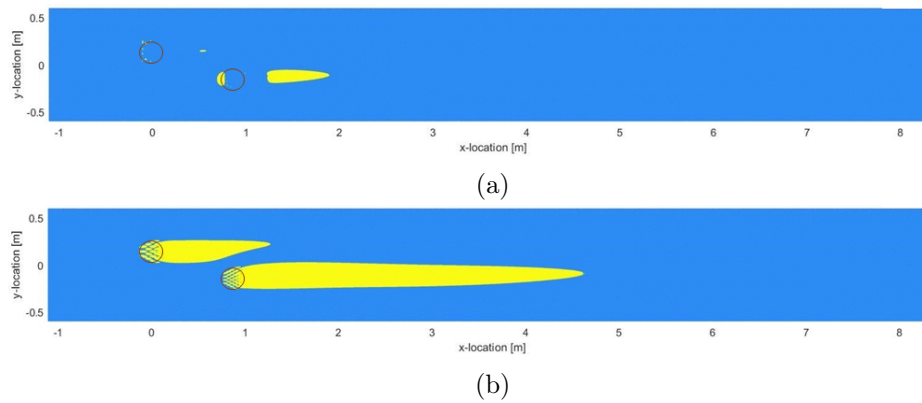 y-location [m]
0.5
0
-0.5
-1 0 1 2 3 4 5 6 7 8
x-location [m]
(a)
y-location [m]
0.5
0
-0.5
-1 0 1 2 3 4 5 6 7 8
x-location [m]
(b)